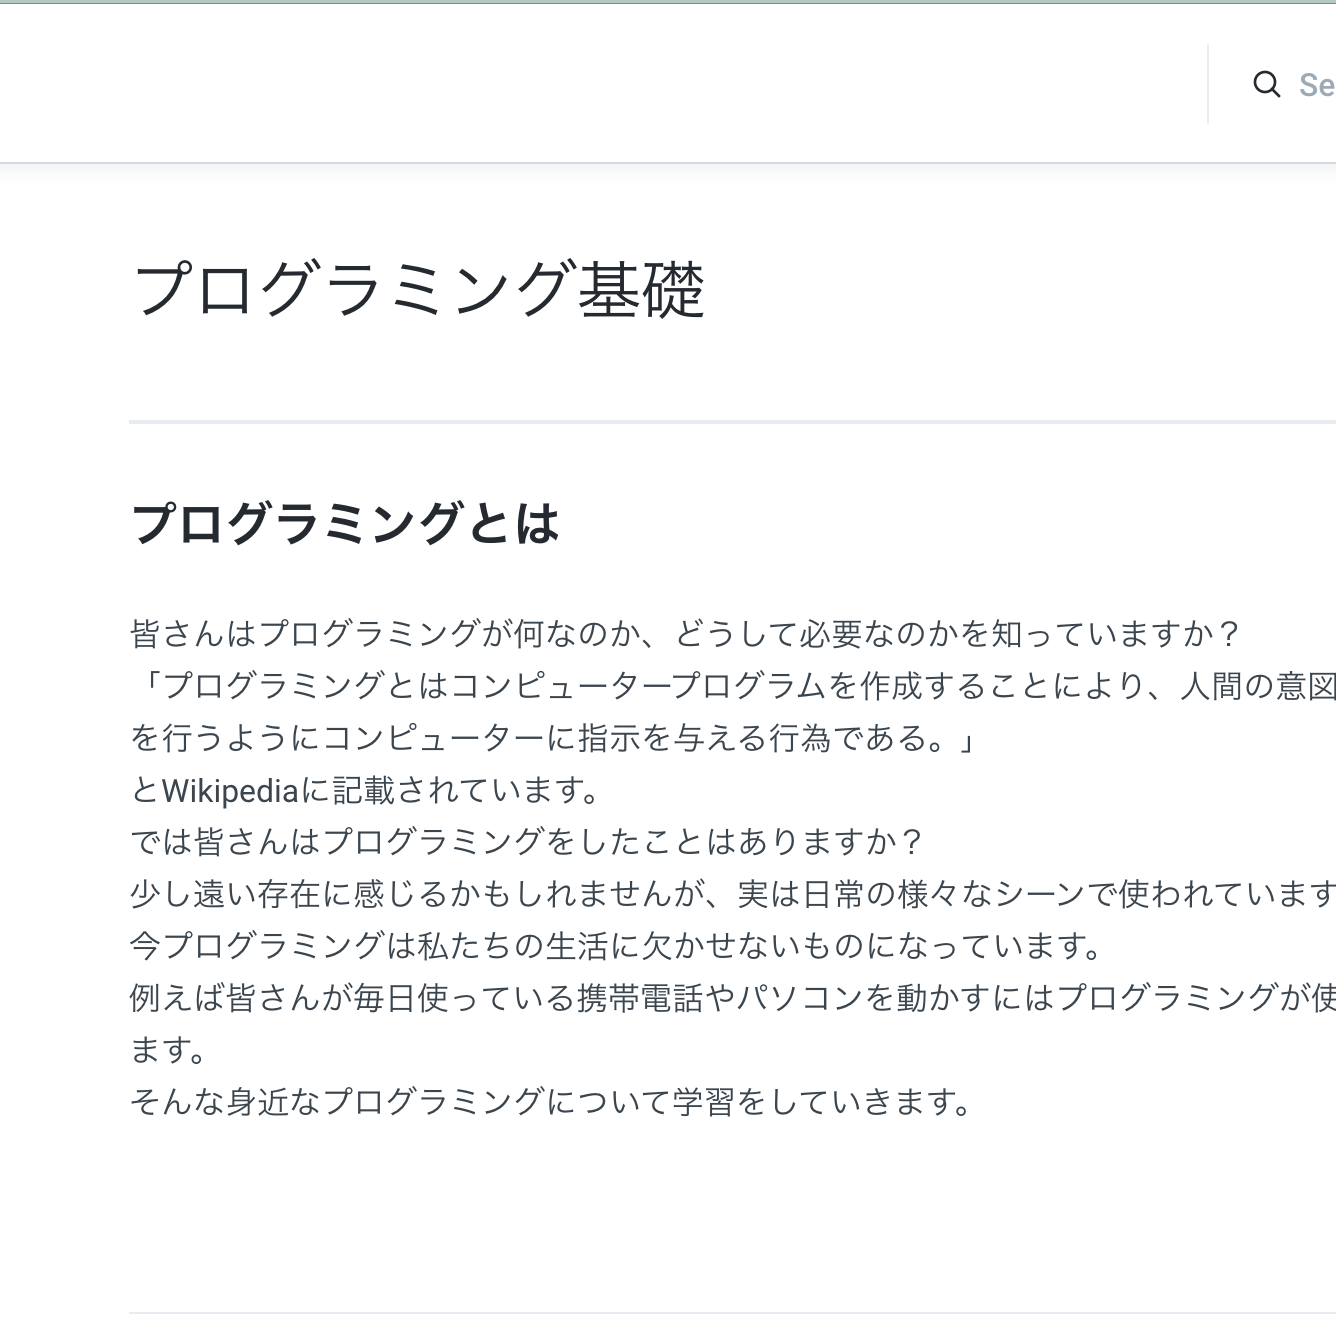 Se
プログラミング基礎
プログラミングとは
皆さんはプログラミングが何なのか、どうして必要なのかを知っていますか？
「プログラミングとはコンピュータープログラムを作成することにより、人間の意図
を行うようにコンピューターに指示を与える行為である。」
とWikipediaに記載されています。
では皆さんはプログラミングをしたことはありますか？
少し遠い存在に感じるかもしれませんが、実は日常の様々なシーンで使われています
今プログラミングは私たちの生活に欠かせないものになっています。
例えば皆さんが毎日使っている携帯電話やパソコンを動かすにはプログラミングが使
ます。
そんな身近なプログラミングについて学習をしていきます。